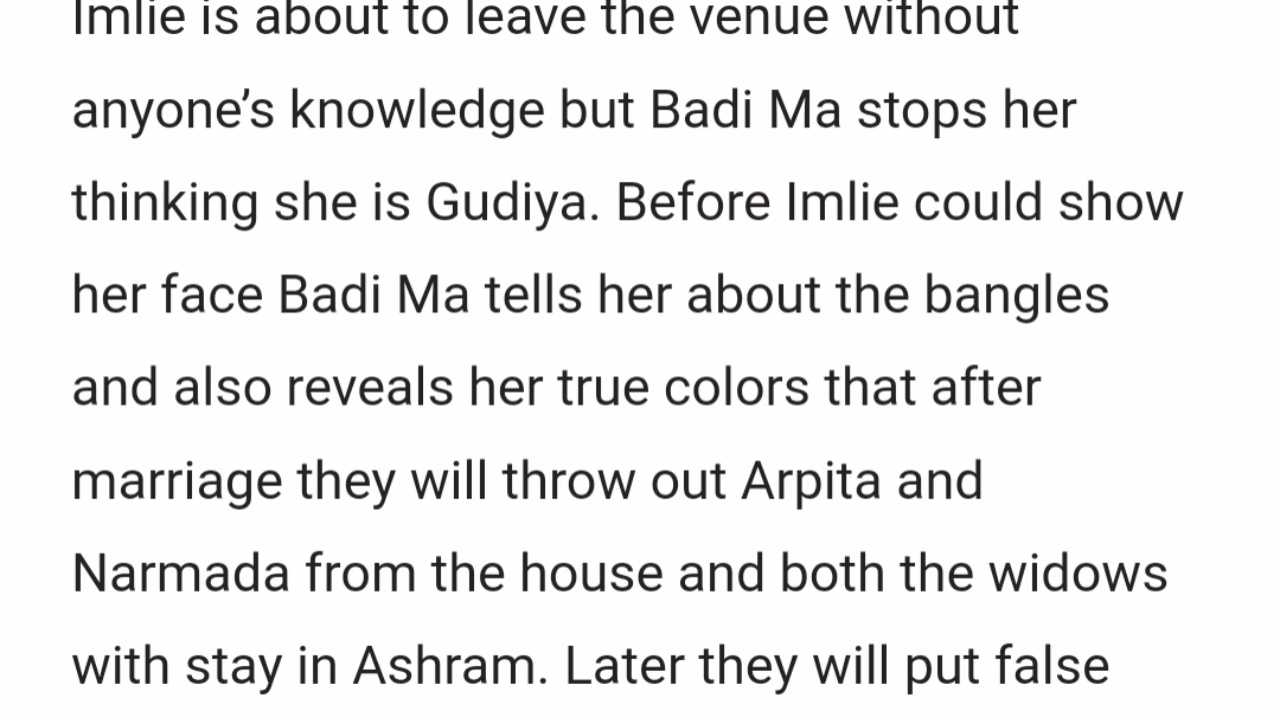 Imlie is about to leave the venue without
anyone’s knowledge but Badi Ma stops her
thinking she is Gudiya. Before Imlie could show
her face Badi Ma tells her about the bangles
and also reveals her true colors that after
marriage they will throw out Arpita and
Narmada from the house and both the widows
with stay in Ashram. Later they will put false